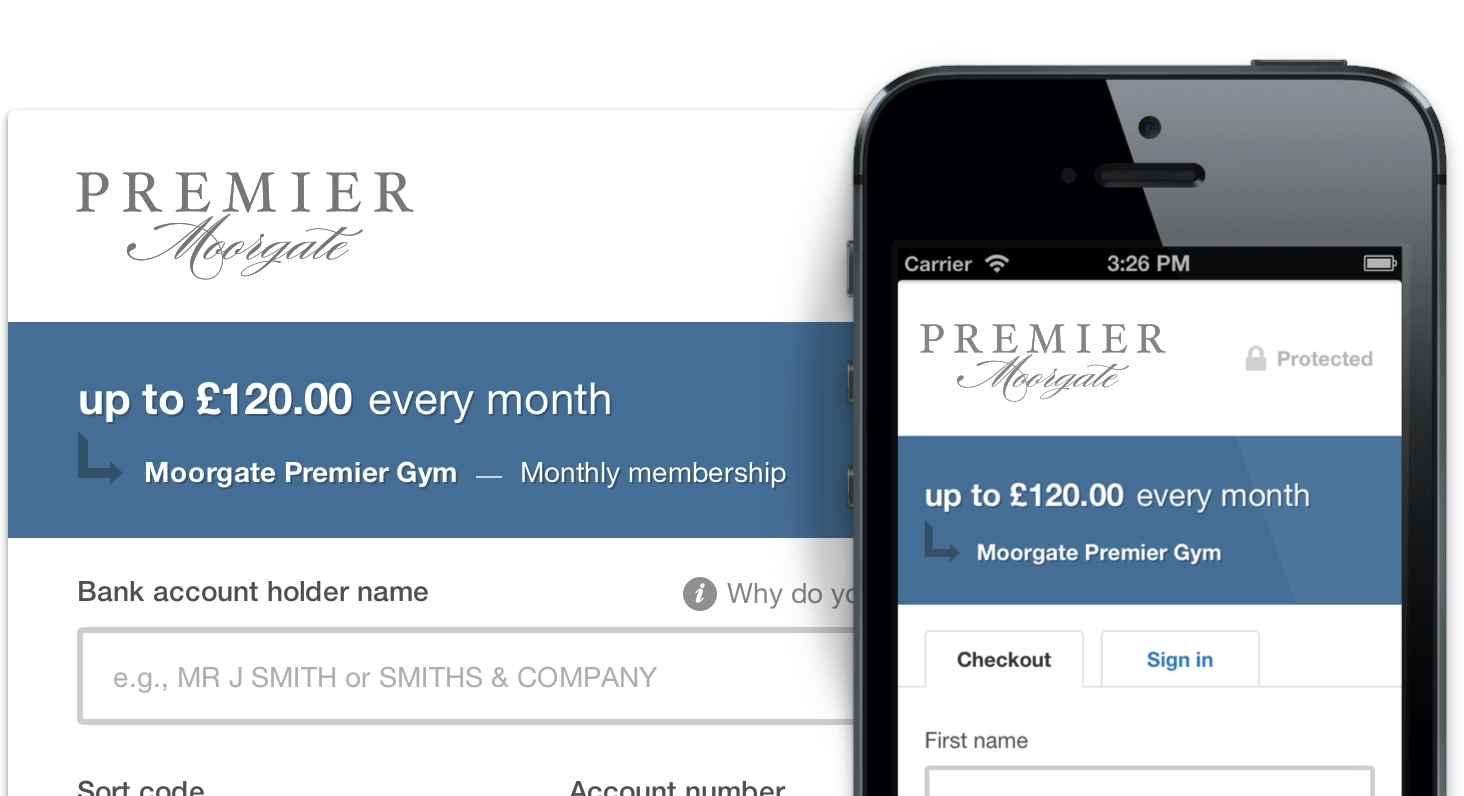 PREMIER
Moorgate
up to £120.00 every month
Moorgate Premier Gym — Monthly membership
Bank account holder name
Why do
e.g., MR J SMITH or SMITHS & COMPANY
Sort code
Account number
Carrier
3:26 PM
PREMIER
Moorgate
Protected
up to £120.00 every month
Moorgate Premier Gym
Checkout
Sign in
First name